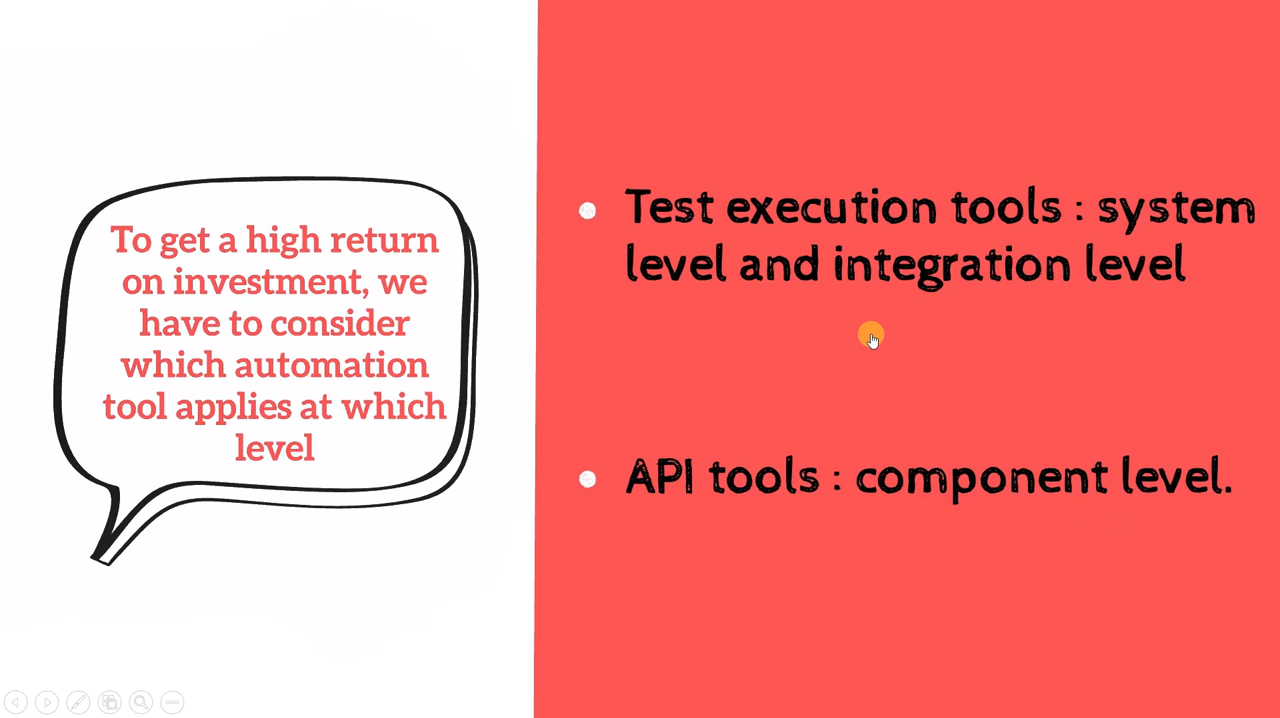 To get a high return
on investment, we
have to consider
which automation
tool applies at which
level
Test execution tools : system
level and integration level
API tools : component level.